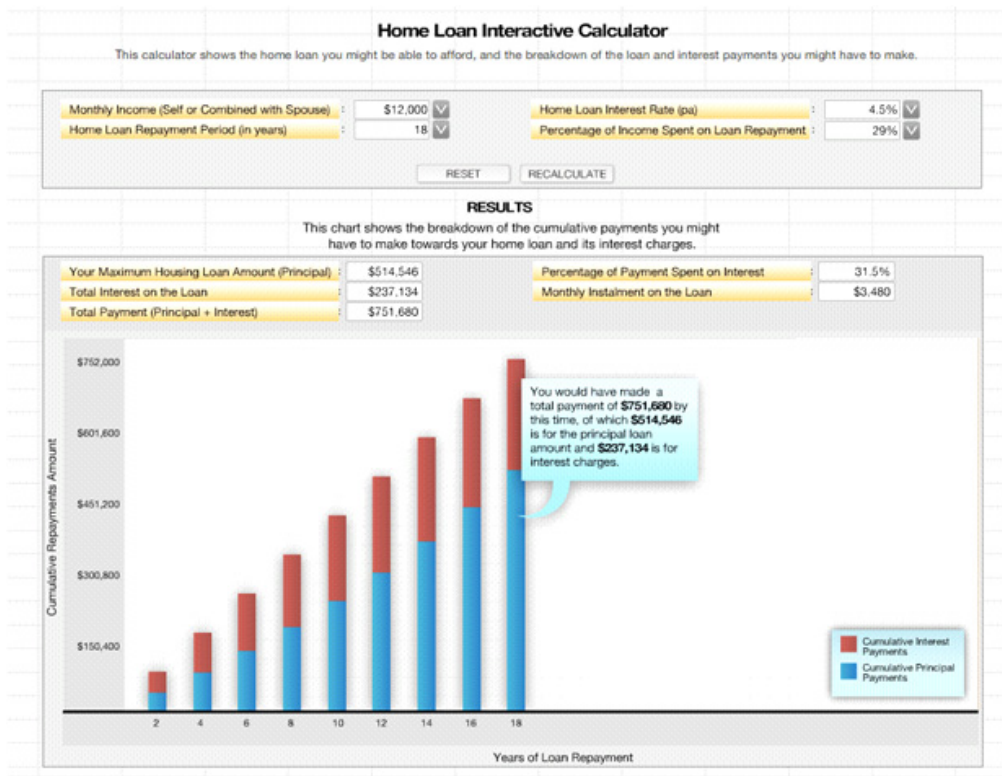 Home Loan Interactive Calculator
This calculator shows the home loan you might be able to afford, and the breakdown of the loan and interest payments you might have to make.
Monthly Income (Self or Combined with Spouse) : $12,000
Home Loan Interest Rate (pa) : 4.5%
Home Loan Repayment Period (in years) : 18
Percentage of Income Spent on Loan Repayment : 29%
RESET RECALCULATE
RESULTS
This chart shows the breakdown of the cumulative payments you might
have to make towards your home loan and its interest charges.
Your Maximum Housing Loan Amount (Principal) : $514,546
Percentage of Payment Spent on Interest : 31.5%
Total Interest on the Loan : $237,134
Monthly Instalment on the Loan : $3,480
Total Payment (Principal + Interest) : $751,680
Cumulative Repayments Amount
$752,000
$601,600
$451,200
$300,800
$150,400
You would have made a
total payment of $751,680 by
this time, of which $514,546
is for the principal loan
amount and $237,134 is for
interest charges.
Cumulative Interest
Payments
Cumulative Principal
Payments
2 4 6 8 10 12 14 16 18
Years of Loan Repayment